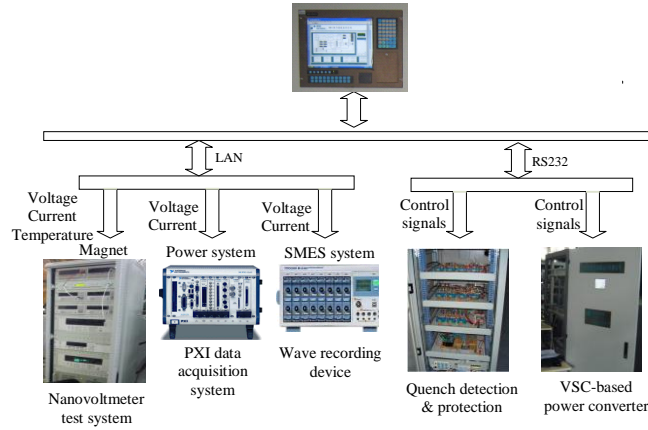 LAN
RS232
Voltage
Current
Temperature
Magnet
Voltage
Current
Power system
Voltage
Current
SMES system
Control
signals
Control
signals
Nanovoltmeter
test system
PXI data
acquisition
system
Wave recording
device
Quench detection
& protection
VSC-based
power converter